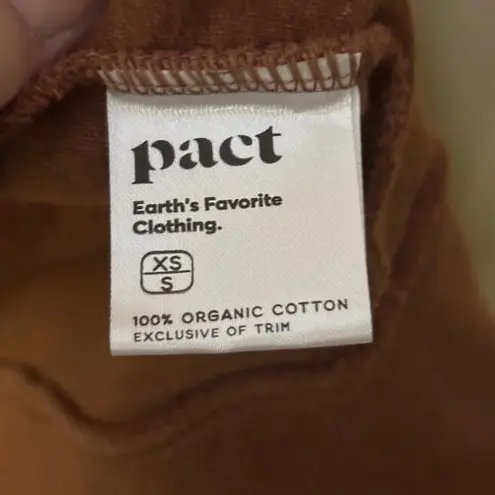 pact
Earth's Favorite
Clothing.
XS
S
100% ORGANIC COTTON
EXCLUSIVE OF TRIM